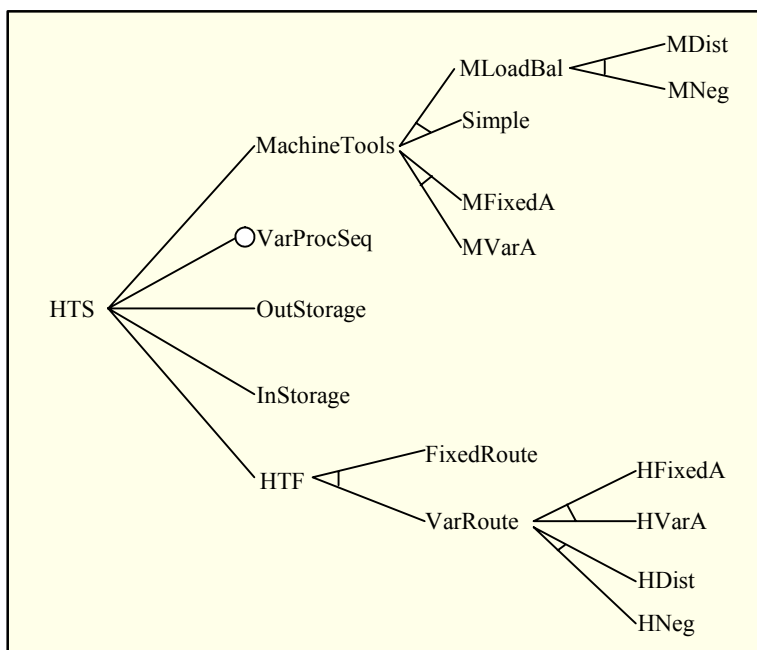 MDist
MLoadBal
MNeg
Simple
MachineTools
MFixedA
VarProcSeq
MVarA
HTS
OutStorage
InStorage
FixedRoute
HFixedA
HTF
VarRoute
HVarA
HDist
HNeg